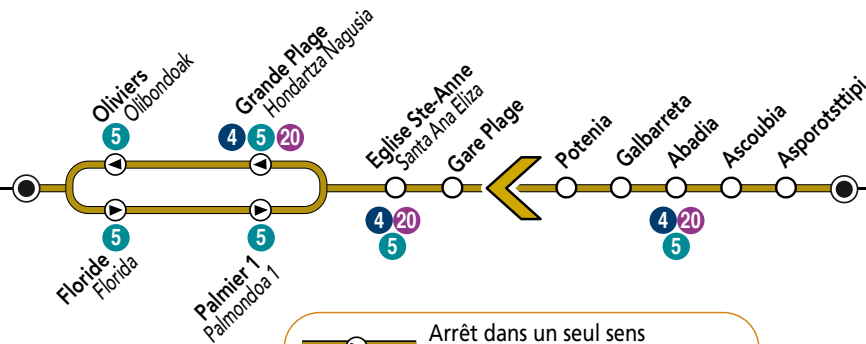 Oliviers
Olibondoak
5
Grande Plage
Hondartza Nagusia
4 5 20
Eglise Ste-Anne
Santa Ana Eliza
4 20
5
Gare Plage
Potenia
Galbarreta
Abadia
4 20
5
Ascoubia
Asporotsttipi
5
Floride
Florida
5
Palmier 1
Palmondoa 1
Arrêt dans un seul sens